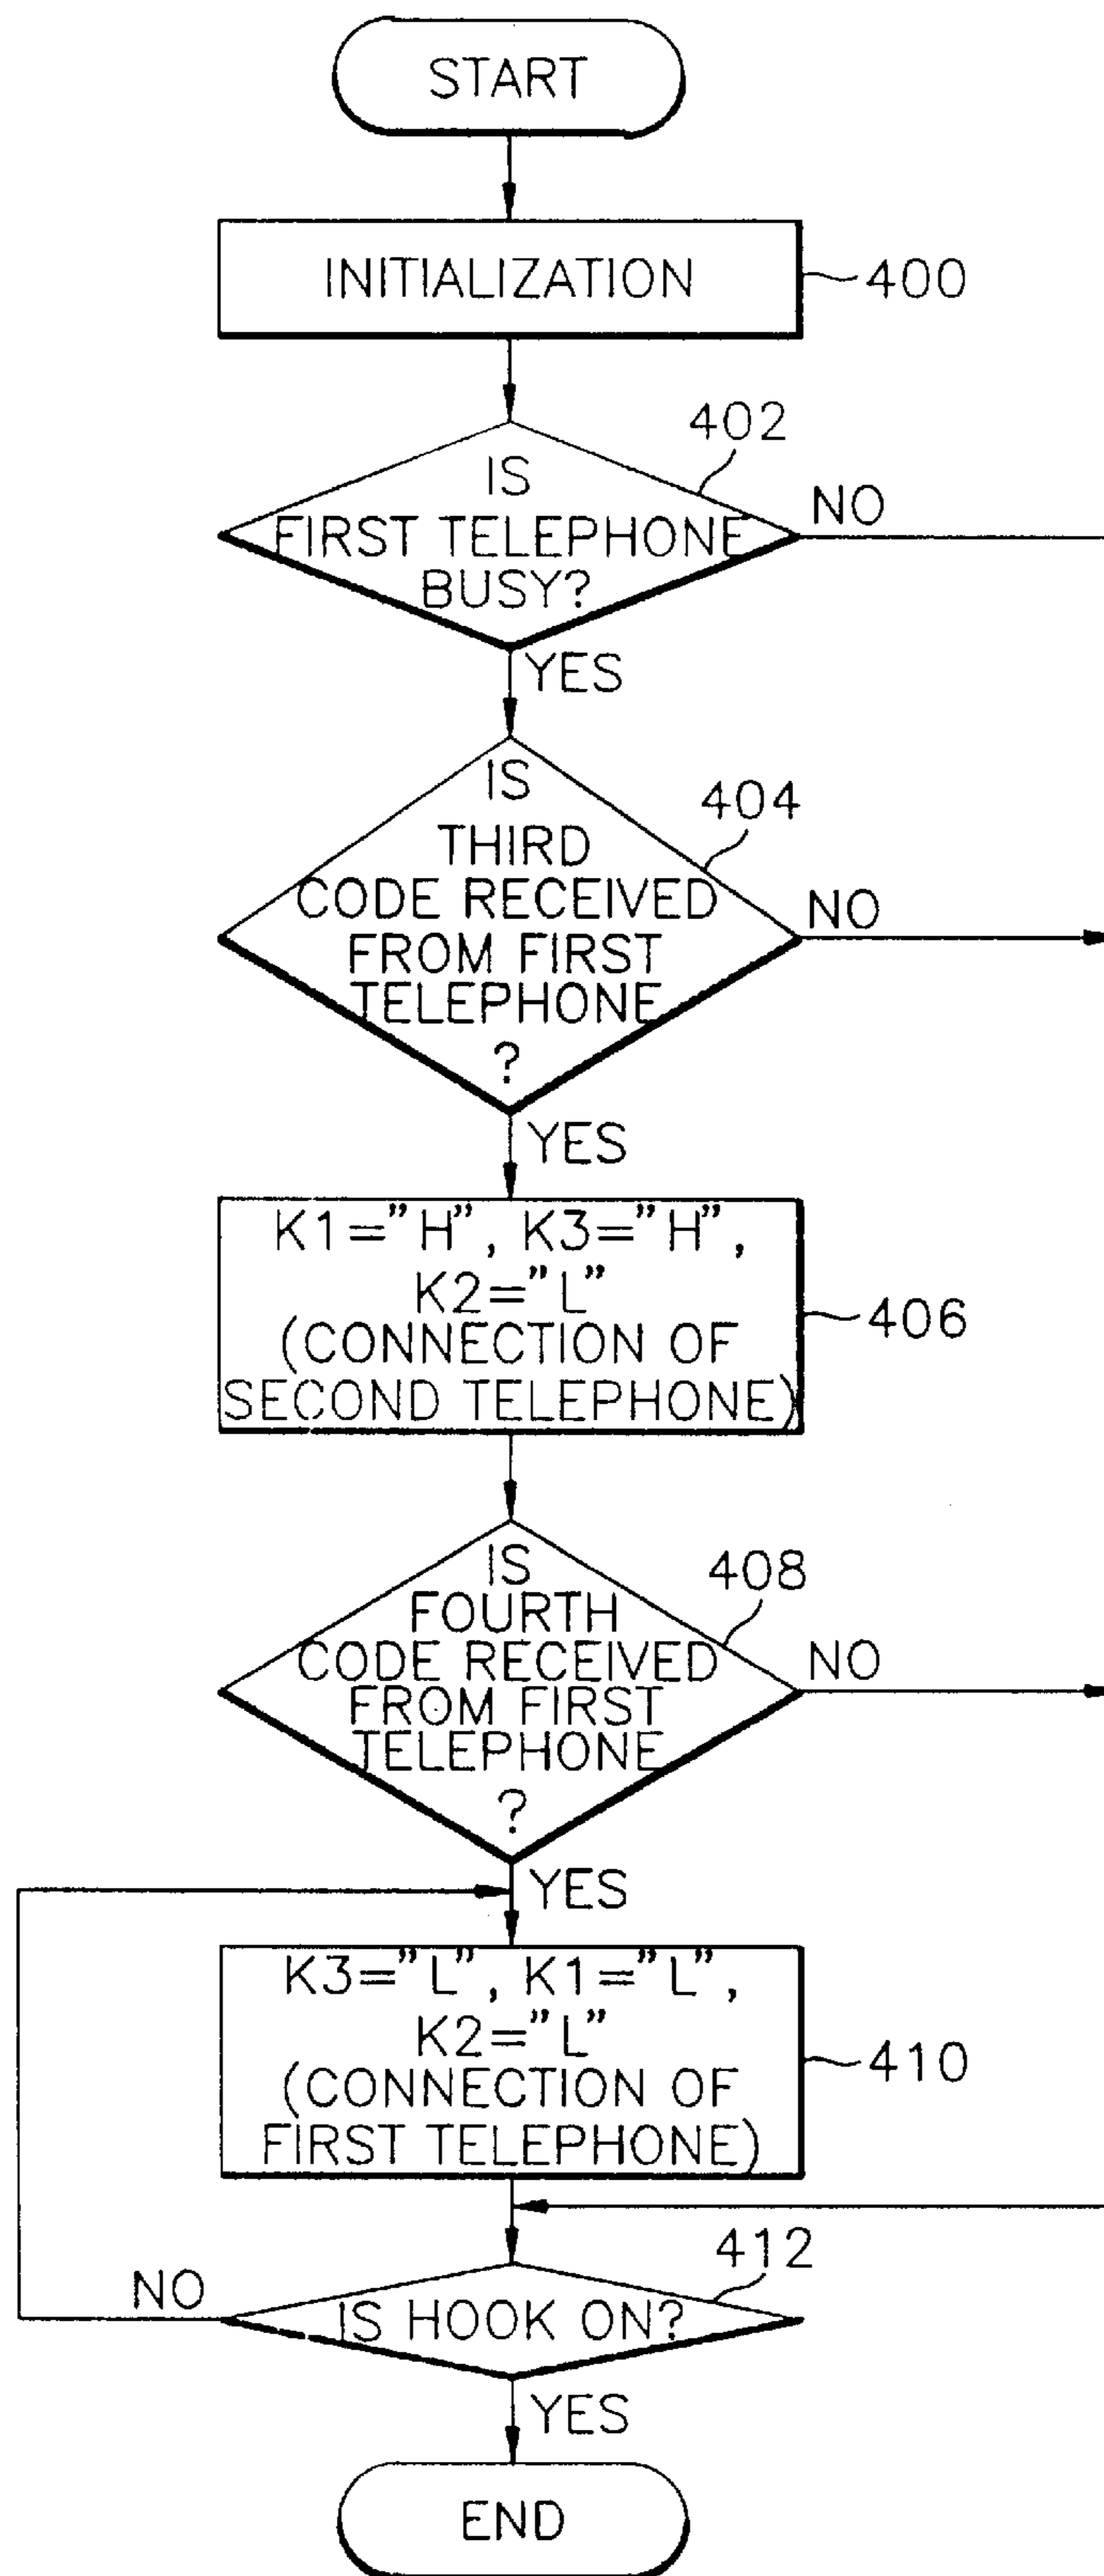 START
INITIALIZATION
400
402
IS
FIRST TELEPHONE
BUSY?
NO
YES
404
IS
THIRD
CODE RECEIVED
FROM FIRST
TELEPHONE
?
NO
YES
K1="H", K3="H",
K2="L"
(CONNECTION OF
SECOND TELEPHONE)
406
408
IS
FOURTH
CODE RECEIVED
FROM FIRST
TELEPHONE
?
NO
YES
K3="L", K1="L",
K2="L"
(CONNECTION OF
FIRST TELEPHONE)
410
412
NO
IS HOOK ON?
YES
END